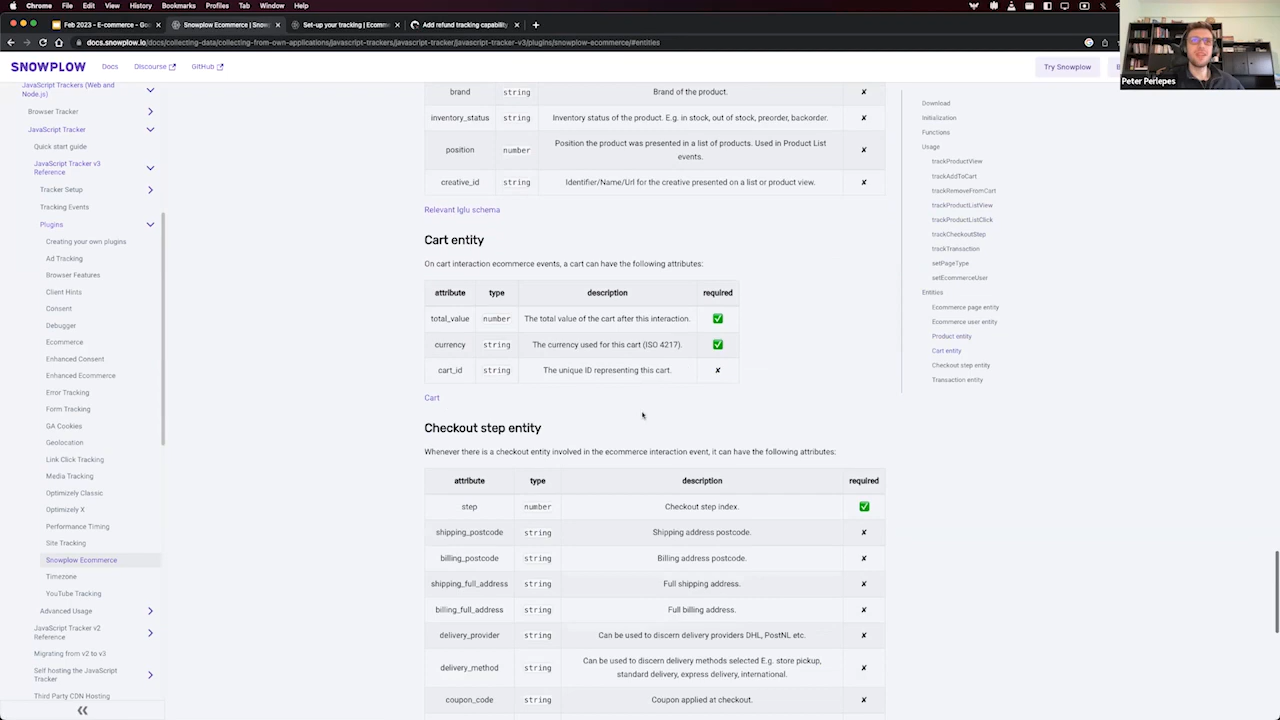 Chrome File Edit View History Bookmarks Profiles Tab Window Help
Feb 2023 - E-commerce - Go
Snowplow Ecommerce | Snow
Set-up your tracking | Ecomm
Add refund tracking capability
docs.snowplow.io/docs/collecting-data/collecting-from-own-applications/javascript-trackers/javascript-tracker/javascript-tracker-v3/plugins/snowplow-ecommerce/#entities
SNOWPLOW Docs Discourse GitHub Try Snowplow
Peter Perlepes
JavaScript Trackers (Web and
Node.js)
Browser Tracker
JavaScript Tracker
Quick start guide
JavaScript Tracker v3
Reference
Tracker Setup
Tracking Events
Plugins
Creating your own plugins
Ad Tracking
Browser Features
Client Hints
Consent
Debugger
Ecommerce
Enhanced Consent
Enhanced Ecommerce
Error Tracking
Form Tracking
GA Cookies
Geolocation
Link Click Tracking
Media Tracking
Optimizely Classic
Optimizely X
Performance Timing
Site Tracking
Snowplow Ecommerce
Timezone
YouTube Tracking
Advanced Usage
JavaScript Tracker v2
Reference
Migrating from v2 to v3
Self hosting the JavaScript
Tracker
Third Party CDN Hosting
brand string Brand of the product. ✘
inventory_status string Inventory status of the product. E.g. in stock, out of stock, preorder, backorder. ✘
position number Position the product was presented in a list of products. Used in Product List
events. ✘
creative_id string Identifier/Name/Url for the creative presented on a list or product view. ✘
Relevant Iglu schema
Cart entity
On cart interaction ecommerce events, a cart can have the following attributes:
attribute type description required
total_value number The total value of the cart after this interaction. ✅
currency string The currency used for this cart (ISO 4217). ✅
cart_id string The unique ID representing this cart. ✘
Cart
Checkout step entity
Whenever there is a checkout entity involved in the ecommerce interaction event, it can have the following attributes:
attribute type description required
step number Checkout step index. ✅
shipping_postcode string Shipping address postcode. ✘
billing_postcode string Billing address postcode. ✘
shipping_full_address string Full shipping address. ✘
billing_full_address string Full billing address. ✘
delivery_provider string Can be used to discern delivery providers DHL, PostNL etc. ✘
delivery_method string Can be used to discern delivery methods selected E.g. store pickup,
standard delivery, express delivery, international. ✘
coupon_code string Coupon applied at checkout. ✘
Download
Initialization
Functions
Usage
trackProductView
trackAddToCart
trackRemoveFromCart
trackProductListView
trackProductListClick
trackCheckoutStep
trackTransaction
setPageType
setEcommerceUser
Entities
Ecommerce page entity
Ecommerce user entity
Product entity
Cart entity
Checkout step entity
Transaction entity